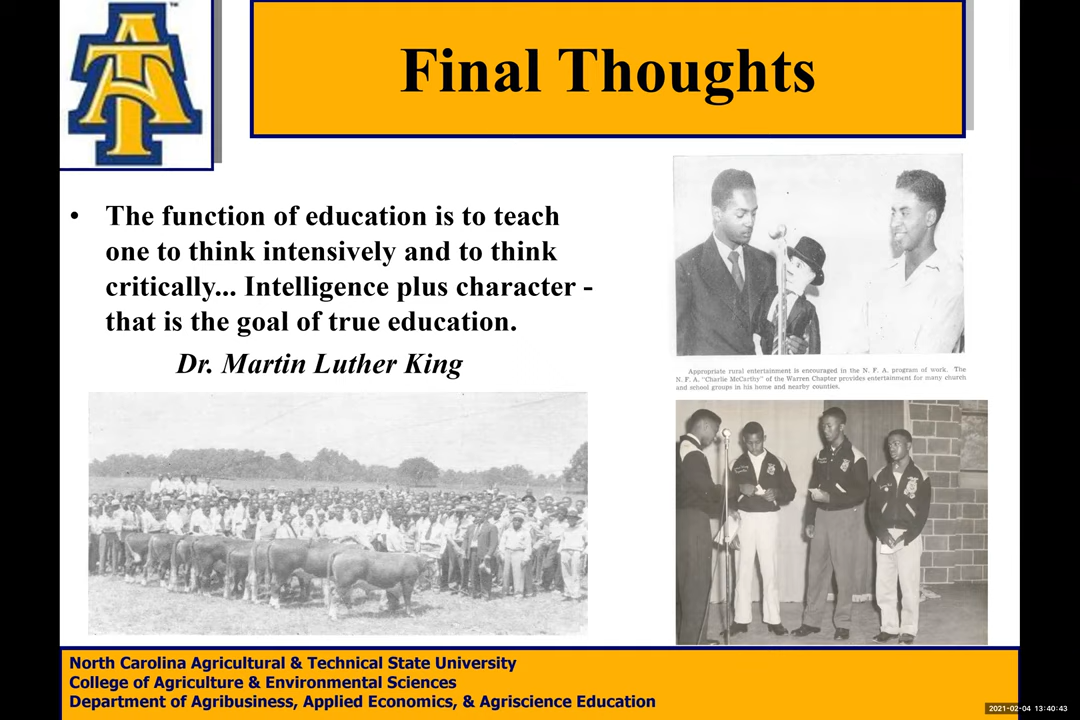 A T
™
Final Thoughts
• The function of education is to teach
one to think intensively and to think
critically... Intelligence plus character -
that is the goal of true education.
Dr. Martin Luther King
Appropriate rural entertainment is encouraged in the N. F. A. program of work. The
N. F. A. "Charlie McCarthy" of the Warren Chapter provides entertainment for many church
and school groups in his home and nearby counties.
North Carolina Agricultural & Technical State University
College of Agriculture & Environmental Sciences
Department of Agribusiness, Applied Economics, & Agriscience Education
2021-02-04 13:40:43